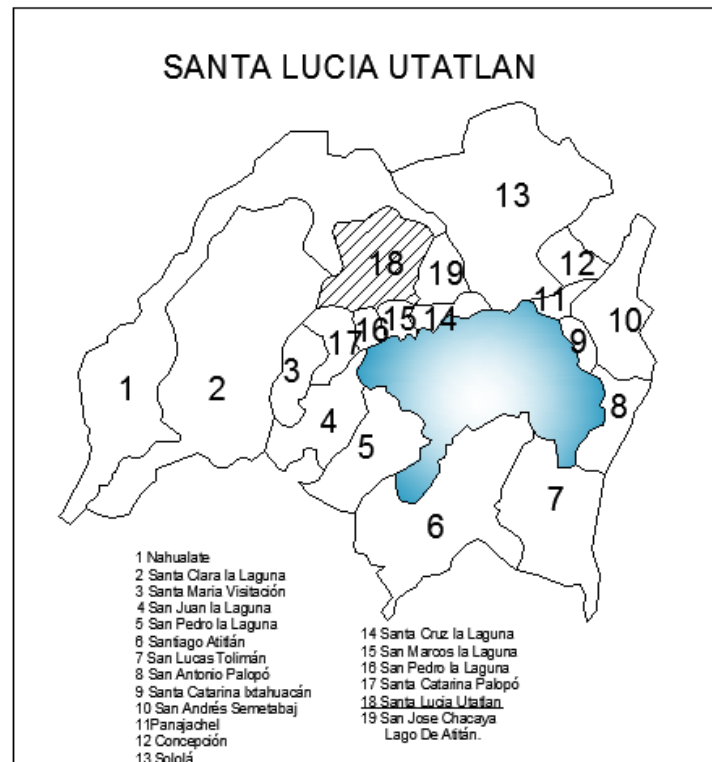 SANTA LUCIA UTATLAN
13
12
18
19
11
10
15
14
16
17
9
3
1
2
8
4
5
7
6
1 Nahualate
2 Santa Clara la Laguna
3 Santa Maria Visitación
4 San Juan la Laguna
5 San Pedro la Laguna
6 Santiago Atitlán
7 San Lucas Tolimán
8 San Antonio Palopó
9 Santa Catarina Ixtahuacán
10 San Andrés Semetabaj
11Panajachel
12 Concepción
13 Sololá
14 Santa Cruz la Laguna
15 San Marcos la Laguna
16 San Pedro la Laguna
17 Santa Catarina Palopó
18 Santa Lucia Utatlan
19 San Jose Chacaya
Lago De Atitán.